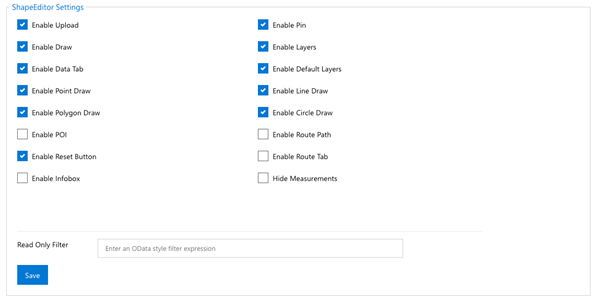 ShapeEditor Settings
Enable Upload Enable Pin
Enable Draw Enable Layers
Enable Data Tab Enable Default Layers
Enable Point Draw Enable Line Draw
Enable Polygon Draw Enable Circle Draw
Enable POI Enable Route Path
Enable Reset Button Enable Route Tab
Enable Infobox Hide Measurements
Read Only Filter Enter an OData style filter expression
Save